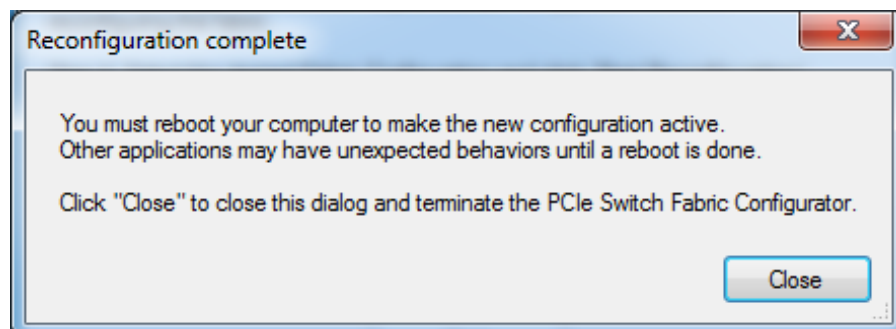 Reconfiguration complete
You must reboot your computer to make the new configuration active.
Other applications may have unexpected behaviors until a reboot is done.
Click "Close" to close this dialog and terminate the PCIe Switch Fabric Configurator.
Close